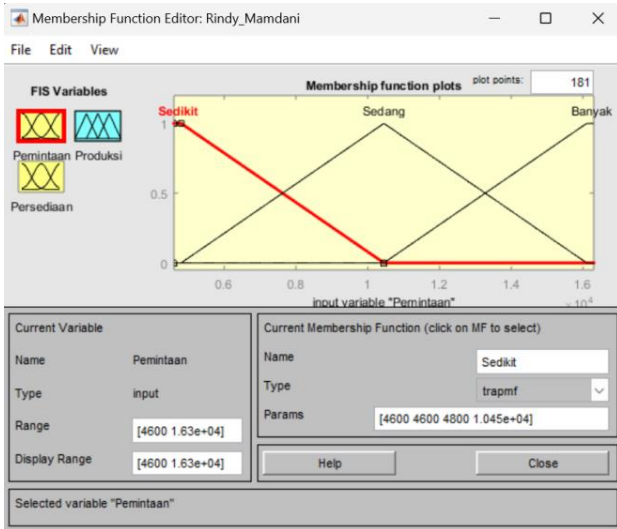 Membership Function Editor: Rindy_Mamdani
File Edit View
FIS Variables
Pemintaan Produksi
Persediaan
Membership function plots
plot points: 181
Sedikit Sedang Banyak
1
0.5
0
0.6 0.8 1 1.2 1.4 1.6
× 10⁴
input variable "Pemintaan"
Current Variable
Name Pemintaan
Type input
Range [4600 1.63e+04]
Display Range [4600 1.63e+04]
Current Membership Function (click on MF to select)
Name Sedikit
Type trapmf
Params [4600 4600 4800 1.045e+04]
Help Close
Selected variable "Pemintaan"